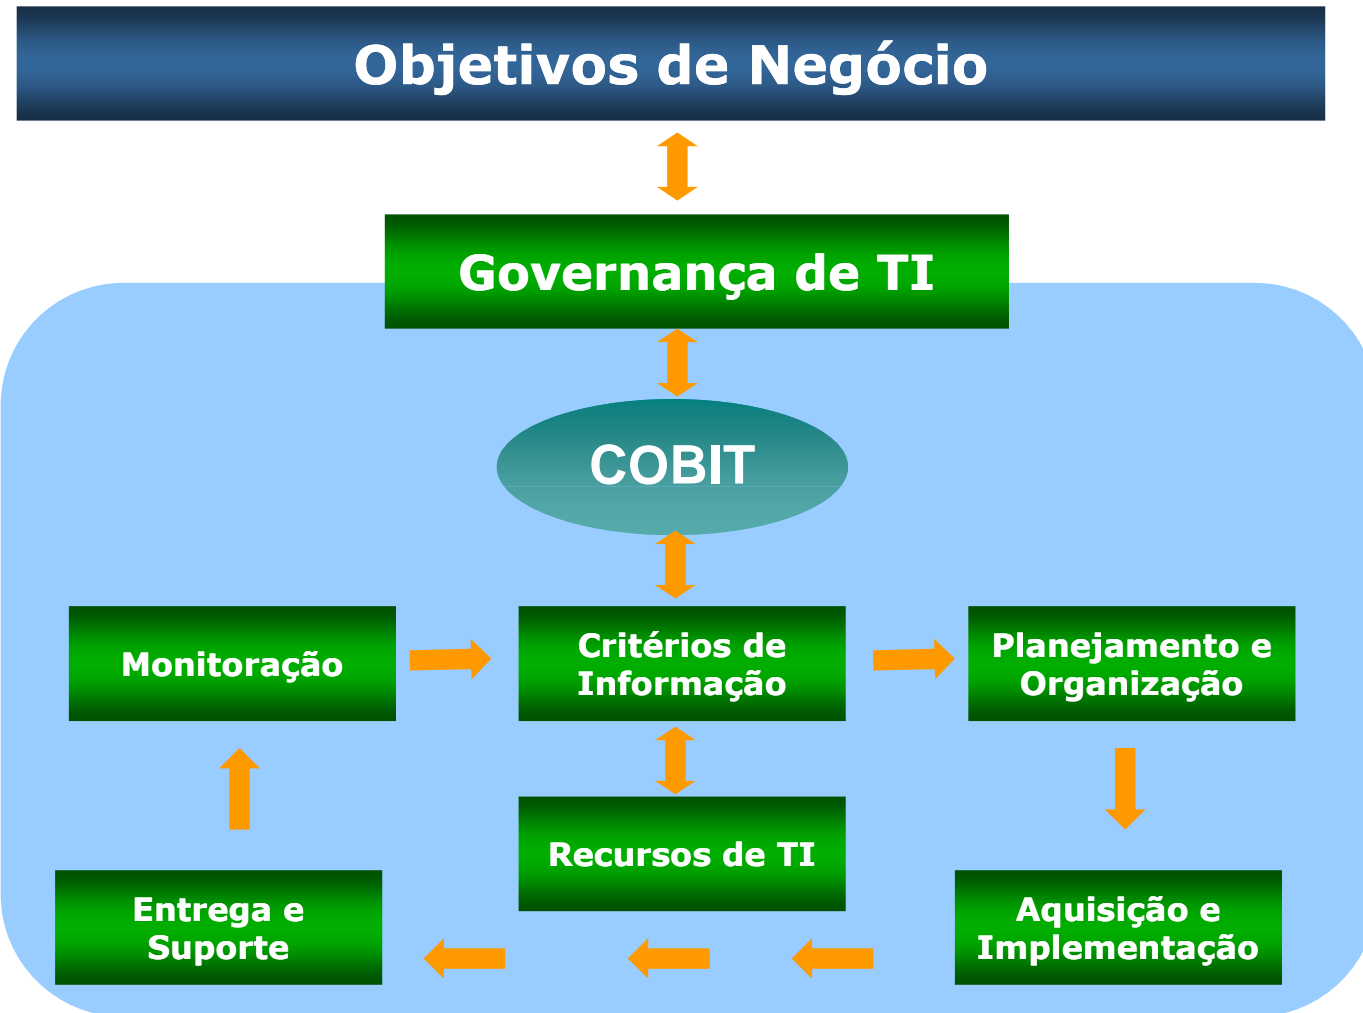 Objetivos de Negócio
Governança de TI
COBIT
Monitoração
Critérios de
Informação
Planejamento e
Organização
Recursos de TI
Entrega e
Suporte
Aquisição e
Implementação